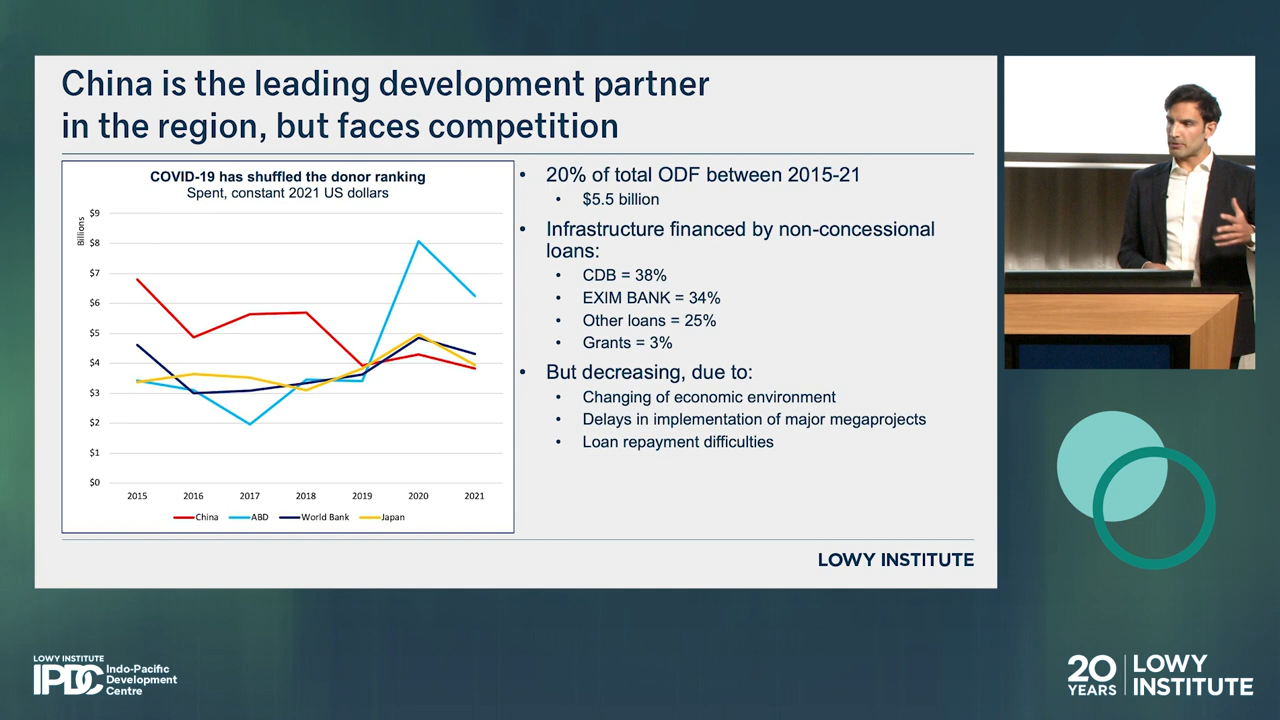 China is the leading development partner
in the region, but faces competition
COVID-19 has shuffled the donor ranking
Spent, constant 2021 US dollars
Billions
$9
$8
$7
$6
$5
$4
$3
$2
$1
$0
2015 2016 2017 2018 2019 2020 2021
China ABD World Bank Japan
• 20% of total ODF between 2015-21
• $5.5 billion
• Infrastructure financed by non-concessional
loans:
• CDB = 38%
• EXIM BANK = 34%
• Other loans = 25%
• Grants = 3%
• But decreasing, due to:
• Changing of economic environment
• Delays in implementation of major megaprojects
• Loan repayment difficulties
LOWY INSTITUTE
LOWY INSTITUTE
IPDC
Indo-Pacific
Development
Centre
20
YEARS
LOWY
INSTITUTE